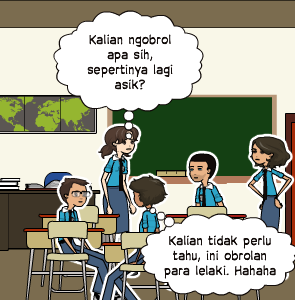 Kalian ngobrol
apa sih,
sepertinya lagi
asik?
Kalian tidak perlu
tahu, ini obrolan
para lelaki. Hahaha